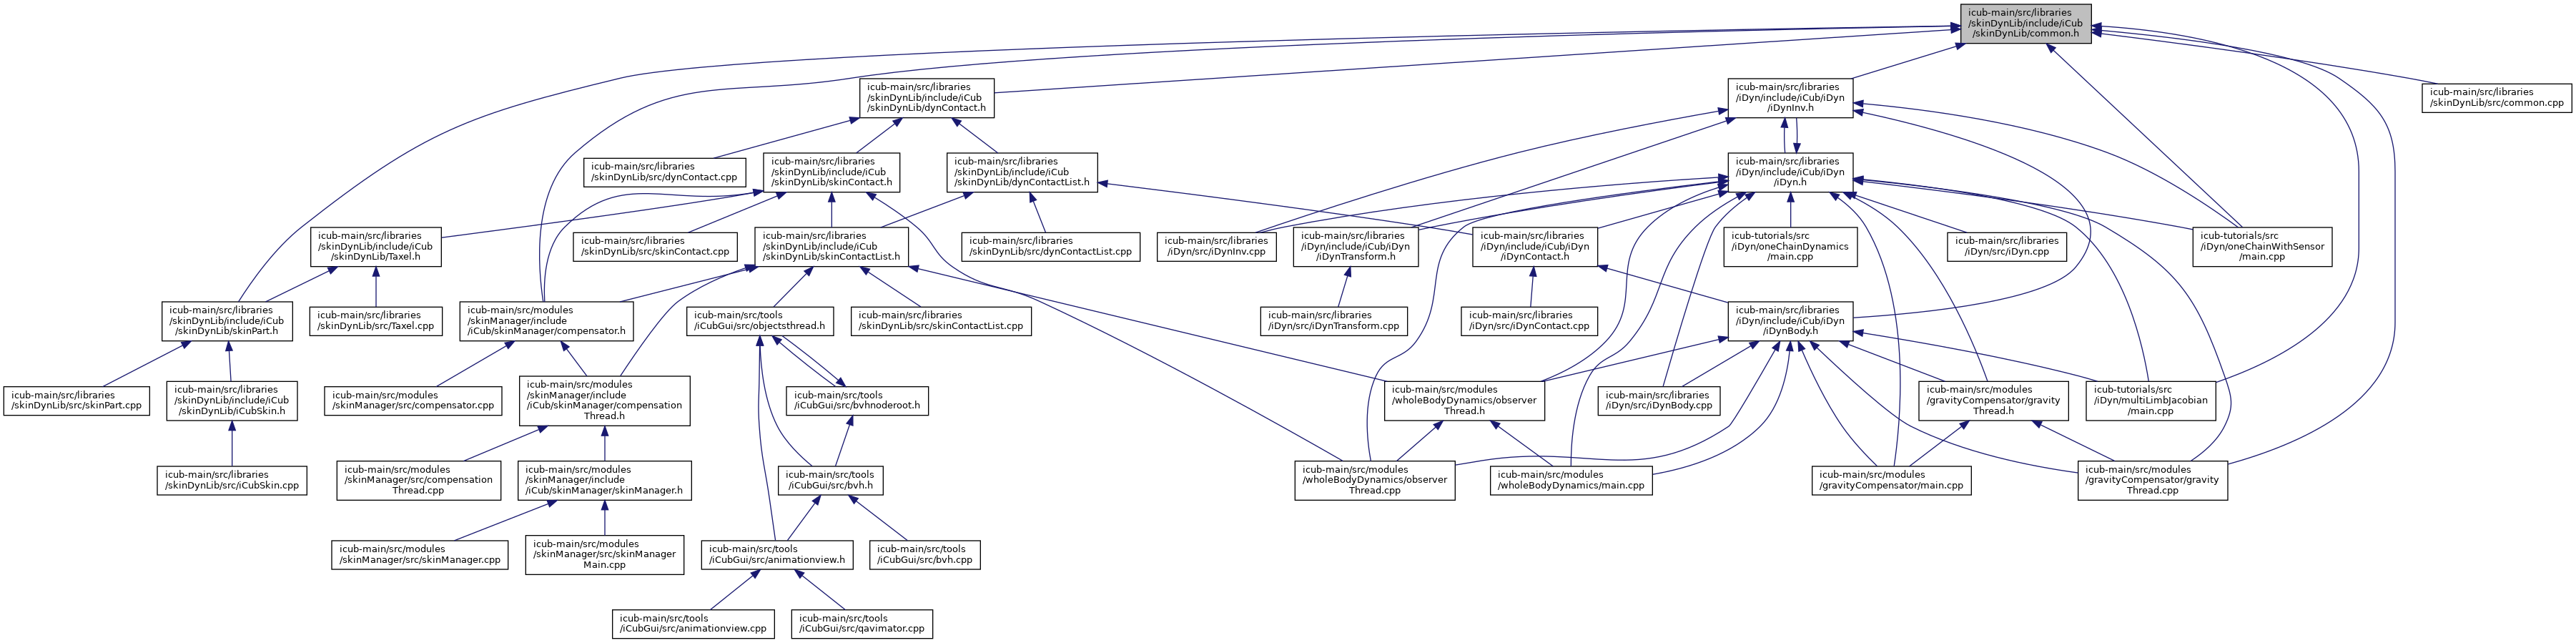 icub-main/src/libraries
/skinDynLib/include/iCub
/skinDynLib/common.h
icub-main/src/libraries
/skinDynLib/include/iCub
/skinDynLib/dynContact.h
icub-main/src/libraries
/iDyn/include/iCub/iDyn
/iDynInv.h
icub-main/src/libraries
/skinDynLib/src/common.cpp
icub-main/src/libraries
/skinDynLib/src/dynContact.cpp
icub-main/src/libraries
/skinDynLib/include/iCub
/skinDynLib/skinContact.h
icub-main/src/libraries
/skinDynLib/include/iCub
/skinDynLib/dynContactList.h
icub-main/src/libraries
/iDyn/include/iCub/iDyn
/iDyn.h
icub-main/src/libraries
/skinDynLib/include/iCub
/skinDynLib/Taxel.h
icub-main/src/libraries
/skinDynLib/src/skinContact.cpp
icub-main/src/libraries
/skinDynLib/include/iCub
/skinDynLib/skinContactList.h
icub-main/src/libraries
/skinDynLib/src/dynContactList.cpp
icub-main/src/libraries
/iDyn/src/iDynInv.cpp
icub-main/src/libraries
/iDyn/include/iCub/iDyn
/iDynTransform.h
icub-main/src/libraries
/iDyn/include/iCub/iDyn
/iDynContact.h
icub-tutorials/src
/iDyn/oneChainDynamics
/main.cpp
icub-main/src/libraries
/iDyn/src/iDyn.cpp
icub-tutorials/src
/iDyn/oneChainWithSensor
/main.cpp
icub-main/src/libraries
/skinDynLib/include/iCub
/skinDynLib/skinPart.h
icub-main/src/libraries
/skinDynLib/src/Taxel.cpp
icub-main/src/modules
/skinManager/include
/iCub/skinManager/compensator.h
icub-main/src/tools
/iCubGui/src/objectsthread.h
icub-main/src/libraries
/skinDynLib/src/skinContactList.cpp
icub-main/src/libraries
/iDyn/src/iDynTransform.cpp
icub-main/src/libraries
/iDyn/src/iDynContact.cpp
icub-main/src/libraries
/iDyn/include/iCub/iDyn
/iDynBody.h
icub-main/src/libraries
/skinDynLib/src/skinPart.cpp
icub-main/src/libraries
/skinDynLib/include/iCub
/skinDynLib/iCubSkin.h
icub-main/src/modules
/skinManager/src/compensator.cpp
icub-main/src/modules
/skinManager/include
/iCub/skinManager/compensation
Thread.h
icub-main/src/tools
/iCubGui/src/bvhnoderoot.h
icub-main/src/modules
/wholeBodyDynamics/observer
Thread.h
icub-main/src/libraries
/iDyn/src/iDynBody.cpp
icub-main/src/modules
/gravityCompensator/gravity
Thread.h
icub-tutorials/src
/iDyn/multiLimbJacobian
/main.cpp
icub-main/src/libraries
/skinDynLib/src/iCubSkin.cpp
icub-main/src/modules
/skinManager/src/compensation
Thread.cpp
icub-main/src/modules
/skinManager/include
/iCub/skinManager/skinManager.h
icub-main/src/tools
/iCubGui/src/bvh.h
icub-main/src/modules
/wholeBodyDynamics/observer
Thread.cpp
icub-main/src/modules
/wholeBodyDynamics/main.cpp
icub-main/src/modules
/gravityCompensator/main.cpp
icub-main/src/modules
/gravityCompensator/gravity
Thread.cpp
icub-main/src/modules
/skinManager/src/skinManager.cpp
icub-main/src/modules
/skinManager/src/skinManager
Main.cpp
icub-main/src/tools
/iCubGui/src/animationview.h
icub-main/src/tools
/iCubGui/src/bvh.cpp
icub-main/src/tools
/iCubGui/src/animationview.cpp
icub-main/src/tools
/iCubGui/src/qavimator.cpp